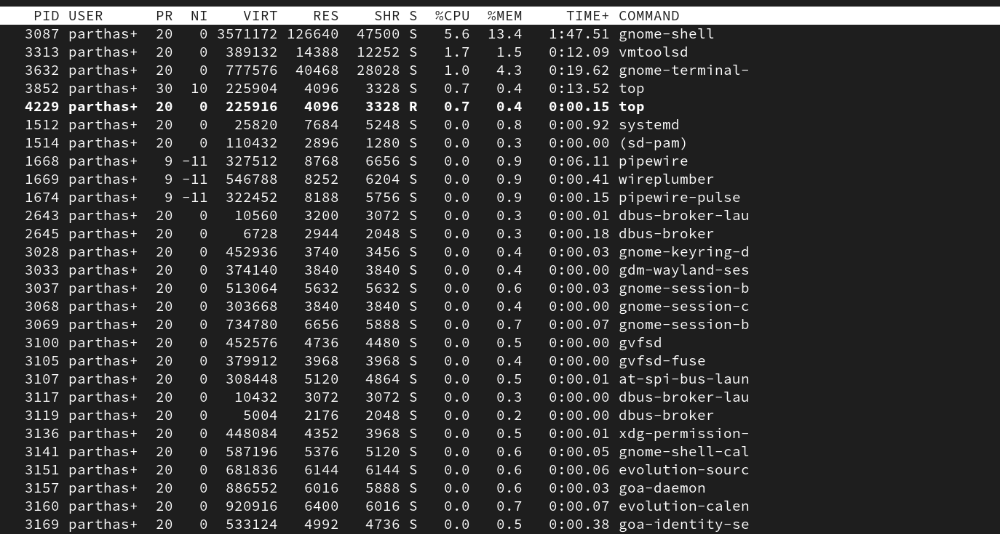 PID USER PR NI VIRT RES SHR S %CPU %MEM TIME+ COMMAND
3087 parthas+ 20 0 3571172 126640 47500 S 5.6 13.4 1:47.51 gnome-shell
3313 parthas+ 20 0 389132 14388 12252 S 1.7 1.5 0:12.09 vmtoolsd
3632 parthas+ 20 0 777576 40468 28028 S 1.0 4.3 0:19.62 gnome-terminal-
3852 parthas+ 30 10 225904 4096 3328 S 0.7 0.4 0:13.52 top
4229 parthas+ 20 0 225916 4096 3328 R 0.7 0.4 0:00.15 top
1512 parthas+ 20 0 25820 7684 5248 S 0.0 0.8 0:00.92 systemd
1514 parthas+ 20 0 110432 2896 1280 S 0.0 0.3 0:00.00 (sd-pam)
1668 parthas+ 9 -11 327512 8768 6656 S 0.0 0.9 0:06.11 pipewire
1669 parthas+ 9 -11 546788 8252 6204 S 0.0 0.9 0:00.41 wireplumber
1674 parthas+ 9 -11 322452 8188 5756 S 0.0 0.9 0:00.15 pipewire-pulse
2643 parthas+ 20 0 10560 3200 3072 S 0.0 0.3 0:00.01 dbus-broker-lau
2645 parthas+ 20 0 6728 2944 2048 S 0.0 0.3 0:00.18 dbus-broker
3028 parthas+ 20 0 452936 3740 3456 S 0.0 0.4 0:00.03 gnome-keyring-d
3033 parthas+ 20 0 374140 3840 3840 S 0.0 0.4 0:00.00 gdm-wayland-ses
3037 parthas+ 20 0 513064 5632 5632 S 0.0 0.6 0:00.03 gnome-session-b
3068 parthas+ 20 0 303668 3840 3840 S 0.0 0.4 0:00.00 gnome-session-c
3069 parthas+ 20 0 734780 6656 5888 S 0.0 0.7 0:00.07 gnome-session-b
3100 parthas+ 20 0 452576 4736 4480 S 0.0 0.5 0:00.00 gvfsd
3105 parthas+ 20 0 379912 3968 3968 S 0.0 0.4 0:00.00 gvfsd-fuse
3107 parthas+ 20 0 308448 5120 4864 S 0.0 0.5 0:00.01 at-spi-bus-laun
3117 parthas+ 20 0 10432 3072 3072 S 0.0 0.3 0:00.00 dbus-broker-lau
3119 parthas+ 20 0 5004 2176 2048 S 0.0 0.2 0:00.00 dbus-broker
3136 parthas+ 20 0 448084 4352 3968 S 0.0 0.5 0:00.01 xdg-permission-
3141 parthas+ 20 0 587196 5376 5120 S 0.0 0.6 0:00.05 gnome-shell-cal
3151 parthas+ 20 0 681836 6144 6144 S 0.0 0.6 0:00.06 evolution-sourc
3157 parthas+ 20 0 886552 6016 5888 S 0.0 0.6 0:00.03 goa-daemon
3160 parthas+ 20 0 920916 6400 6016 S 0.0 0.7 0:00.07 evolution-calen
3169 parthas+ 20 0 533124 4992 4736 S 0.0 0.5 0:00.38 goa-identity-se